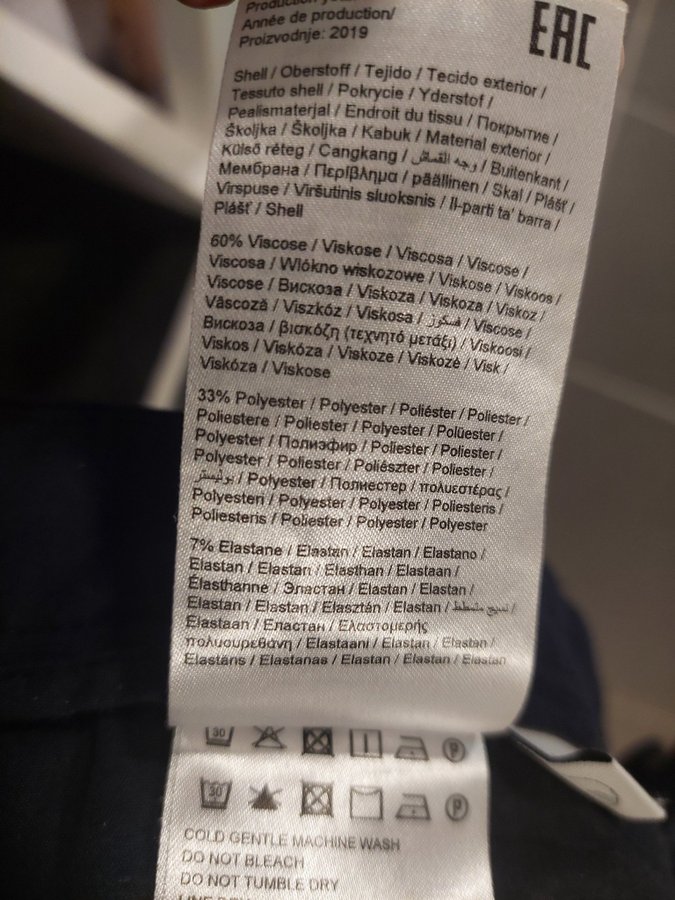 Année de production/
Proizvodnje: 2019
EAC
Shell / Oberstoff / Tejido / Tecido exterior /
Tessuto shell / Pokrycie / Yderstof /
Pealismaterjal / Endroit du tissu / Покрытие /
Školjka / Školjka / Kabuk / Material exterior /
Külső réteg / Cangkang / وجه القماش / Buitenkant /
Мембрана / Περίβλημα / päällinen / Skal / Plášť /
Virspuse / Viršutinis sluoksnis / Il-parti ta' barra /
Plášť / Shell
60% Viscose / Viskose / Viscosa / Viscose /
Viscosa / Włókno wiskozowe / Viskose / Viskoos /
Viscose / Вискоза / Viskoza / Viskoza / Viskoz /
Vâscoză / Viszkóz / Viskosa / فسكوز / Viscose /
Вискоза / βισκόζη (τεχνητό μετάξι) / Viskoosi /
Viskos / Viskóza / Viskoze / Viskozė / Visk /
Viskóza / Viskose
33% Polyester / Polyester / Poliéster / Poliester /
Poliestere / Poliester / Polyester / Polüester /
Polyester / Полиэфир / Poliester / Poliester /
Polyester / Poliester / Poliészter / Poliester /
بوليستر / Polyester / Полиестер / πολυεστέρας /
Polyesteri / Polyester / Polyester / Poliesteris /
Poliesteris / Poliester / Polyester / Polyester
7% Elastane / Elastan / Elastan / Elastano /
Elastan / Elastan / Elasthan / Elastaan /
Élasthanne / Эластан / Elastan / Elastan /
Elastan / Elastan / Elasztán / Elastan / نسيج متمطط /
Elastaan / Еластан / Ελαστομερής
πολυουρεθάνη / Elastaani / Elastan / Elastan /
Elastāns / Elastanas / Elastan / Elastan / Elastan
30
30
P
P
COLD GENTLE MACHINE WASH
DO NOT BLEACH
DO NOT TUMBLE DRY